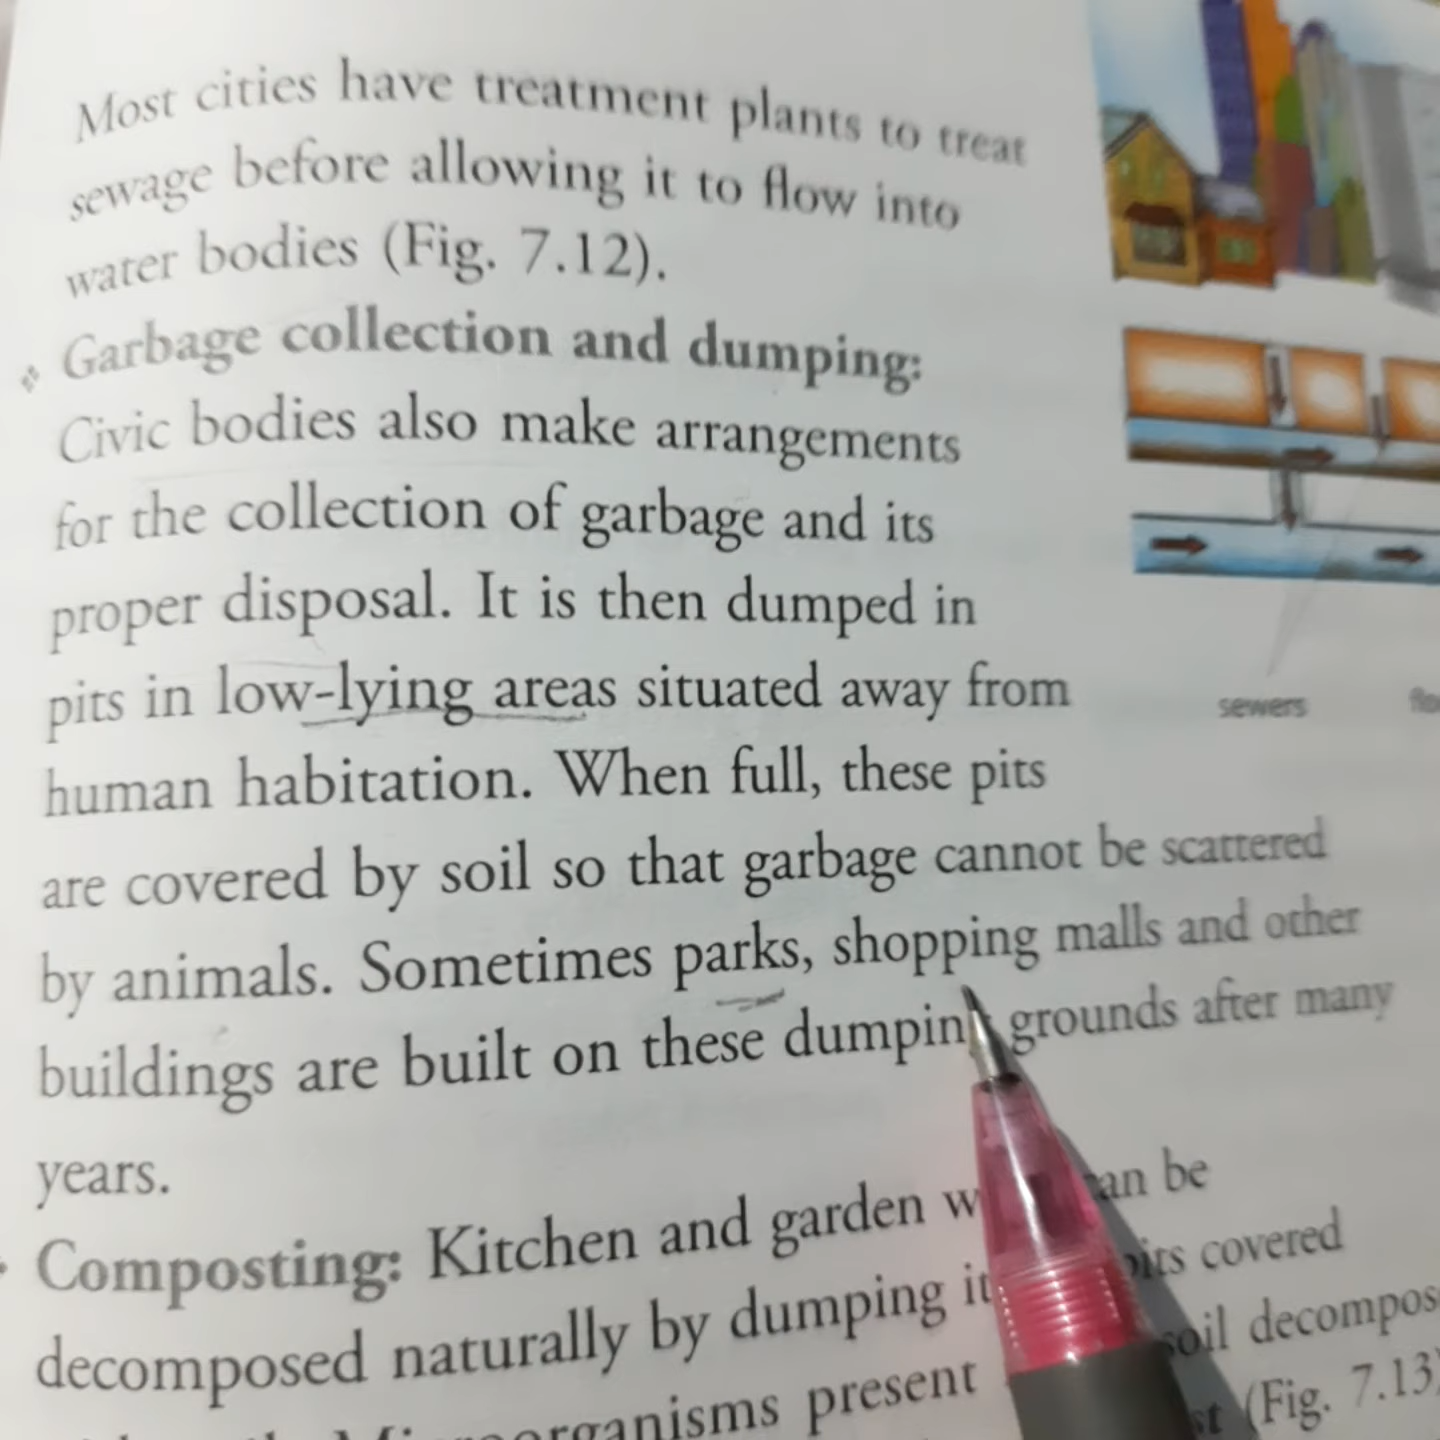 Most cities have treatment plants to treat
sewage before allowing it to flow into
water bodies (Fig. 7.12).
Garbage collection and dumping:
Civic bodies also make arrangements
for the collection of garbage and its
proper disposal. It is then dumped in
pits in low-lying areas situated away from
human habitation. When full, these pits
are covered by soil so that garbage cannot be scattered
by animals. Sometimes parks, shopping malls and other
buildings are built on these dumping grounds after many
years.
Composting: Kitchen and garden can be
decomposed naturally by dumping it pits covered
present soil decompos
(Fig. 7.13)
sewers